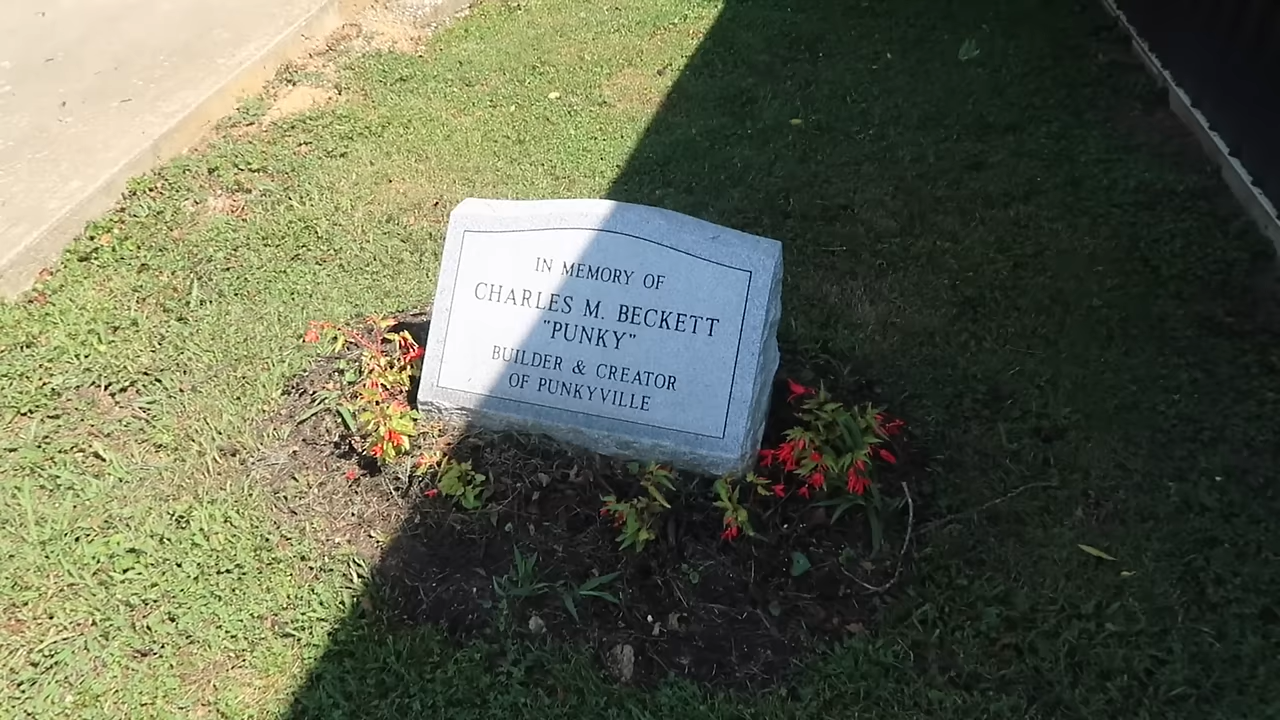 IN MEMORY OF
CHARLES M. BECKETT
"PUNKY"
BUILDER & CREATOR
OF PUNKYVILLE